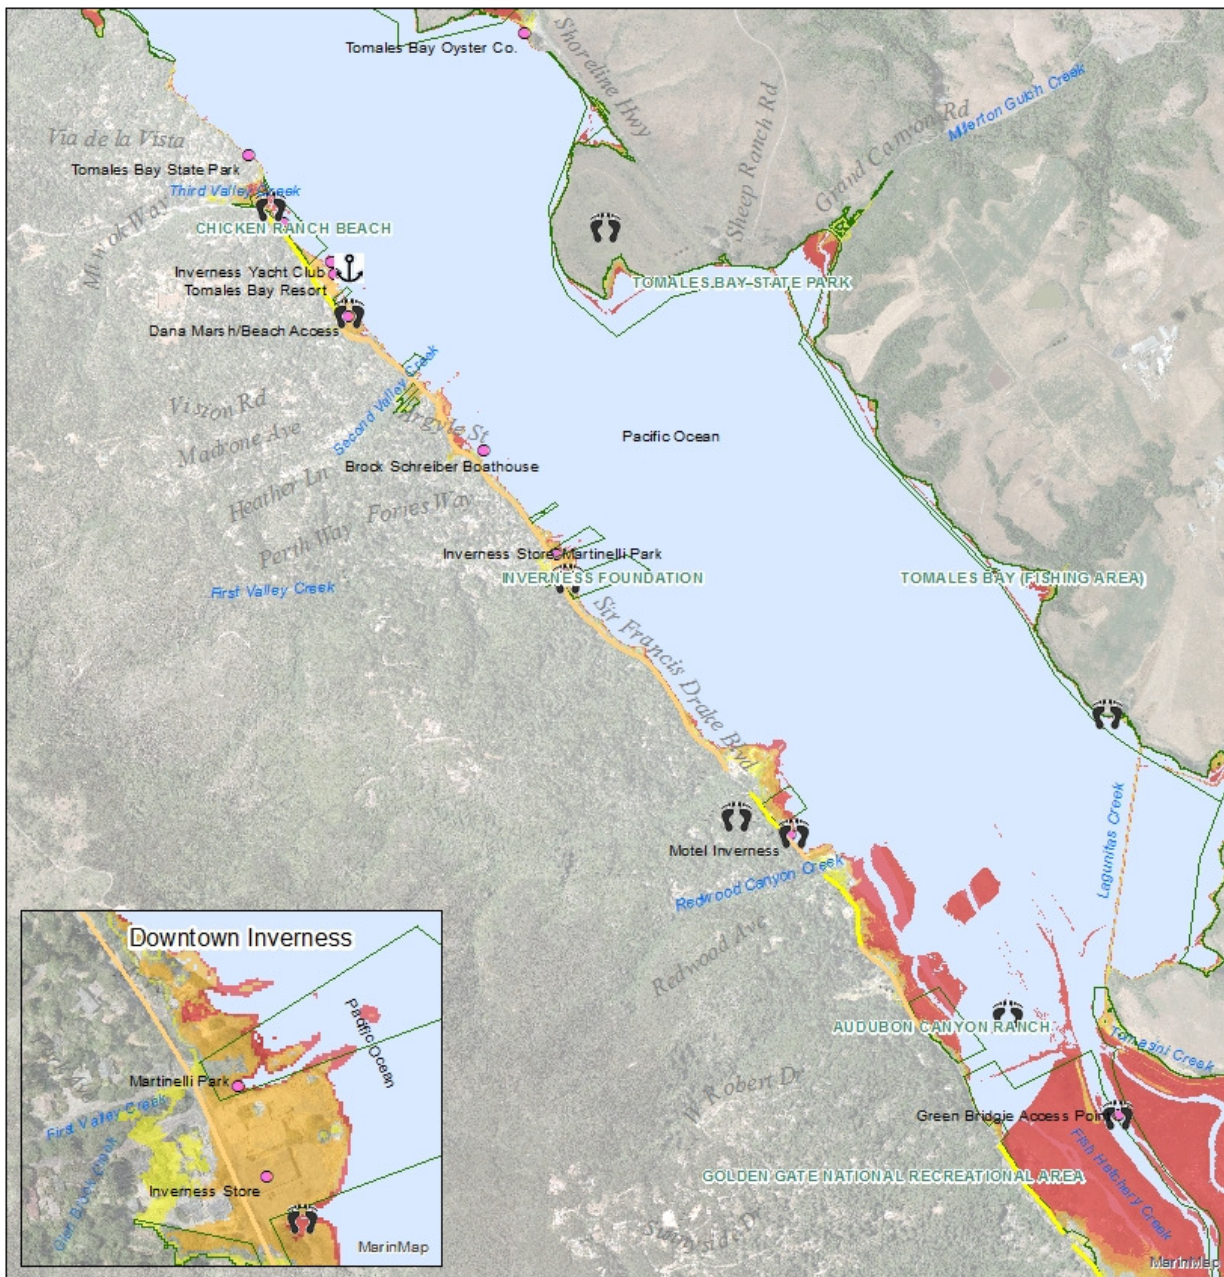 Tomales Bay Oyster Co.
Shoreline Hwy
Sheep Ranch Rd
Grand Canyon Rd
Millerton Gulch Creek
Via de la Vista
Tomales Bay State Park
Third Valley Creek
Miwok Way
CHICKEN RANCH BEACH
Inverness Yacht Club
Tomales Bay Resort
TOMALES BAY STATE PARK
Dana Marsh/Beach Access
Second Valley Creek
Vision Rd
Argyle St
Madrone Ave
Pacific Ocean
Brock Schreiber Boathouse
Heather Ln
Perth Way
Forres Way
Inverness Store
Martinelli Park
INVERNESS FOUNDATION
TOMALES BAY (FISHING AREA)
First Valley Creek
Sir Francis Drake Blvd
Motel Inverness
Redwood Canyon Creek
Lagunitas Creek
Redwood Ave
AUDUBON CANYON RANCH
Tomasini Creek
W Robert Dr
Green Bridgie Access Point
Fish Hatchery Creek
GOLDEN GATE NATIONAL RECREATIONAL AREA
Sunnyside Dr
MarinMap
Downtown Inverness
Pacific Ocean
Martinelli Park
First Valley Creek
Inverness Store
MarinMap